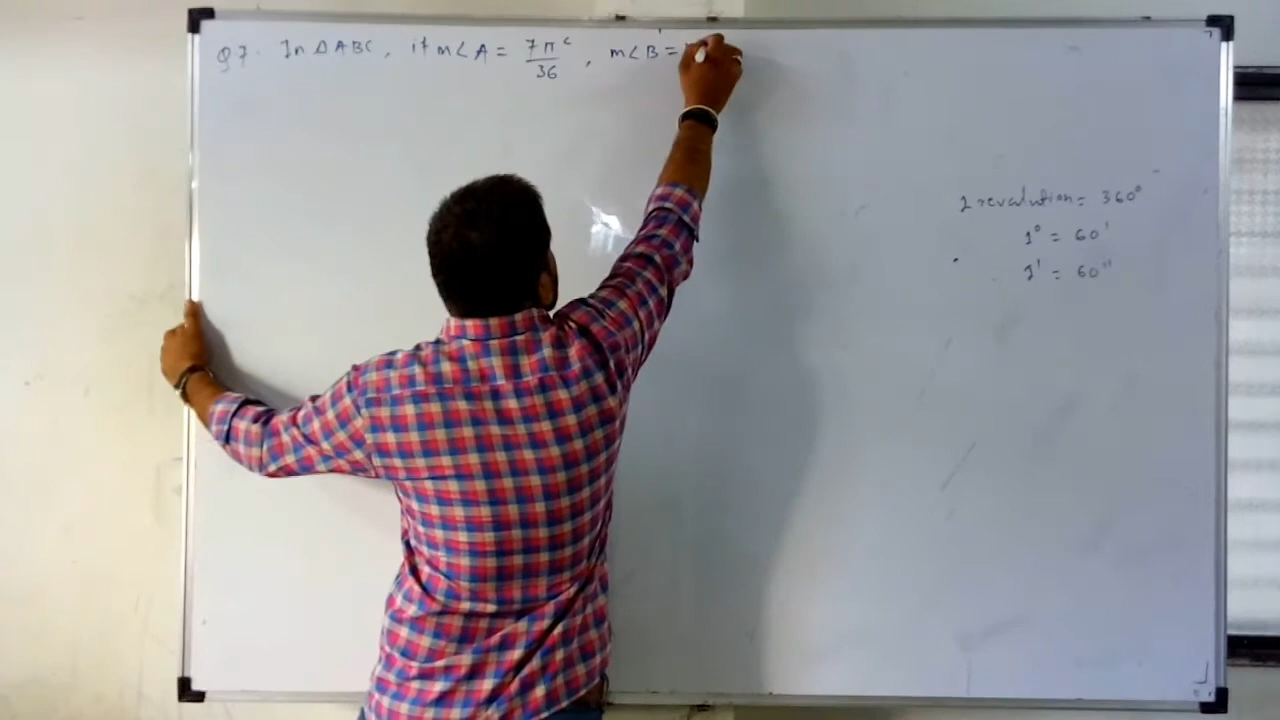 Q7. In ΔABC, if m∠A = 7π^c/36, m∠B =
1 revolution = 360°
1° = 60'
1' = 60"